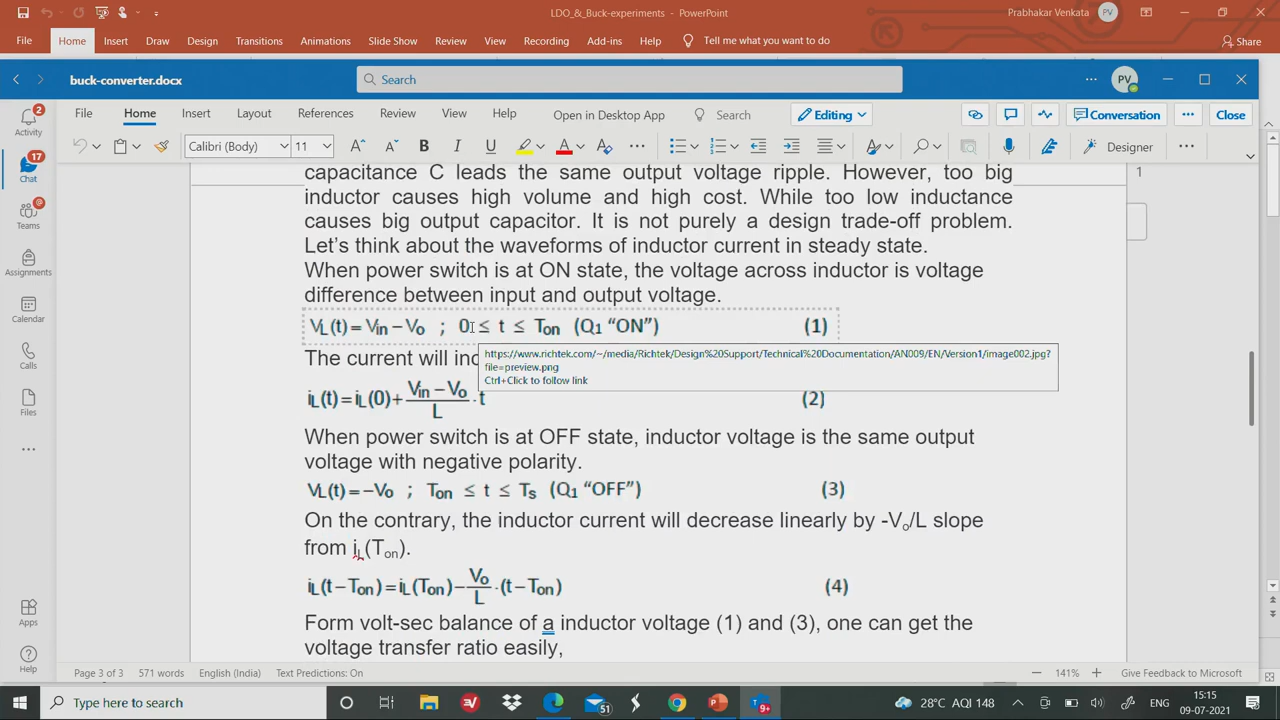 LDO_&_Buck-experiments - PowerPoint
Prabhakar Venkata PV
File Home Insert Draw Design Transitions Animations Slide Show Review View Recording Add-ins Help Tell me what you want to do Share
buck-converter.docx
Search
PV
File Home Insert Layout References Review View Help Open in Desktop App Search Editing Conversation Close
Calibri (Body) 11 B I U A Designer
Activity 2
Chat 17
Teams @
Assignments
Calendar
Calls
Files
Apps
Help
capacitance C leads the same output voltage ripple. However, too big
inductor causes high volume and high cost. While too low inductance
causes big output capacitor. It is not purely a design trade-off problem.
Let's think about the waveforms of inductor current in steady state.
When power switch is at ON state, the voltage across inductor is voltage
difference between input and output voltage.
VL(t)=Vin−Vo ; 0≤ t ≤ Ton (Q1 “ON”) (1)
https://www.richtek.com/~/media/Richtek/Design%20Support/Technical%20Documentation/AN009/EN/Version1/image002.jpg?
file=preview.png
Ctrl+Click to follow link
The current will inc
iL(t)=iL(0)+ Vin−Vo / L · t (2)
When power switch is at OFF state, inductor voltage is the same output
voltage with negative polarity.
VL(t)=−Vo ; Ton ≤ t ≤ Ts (Q1 “OFF”) (3)
On the contrary, the inductor current will decrease linearly by -Vo/L slope
from iL(Ton).
iL(t−Ton)=iL(Ton)− Vo / L ·(t−Ton) (4)
Form volt-sec balance of a inductor voltage (1) and (3), one can get the
voltage transfer ratio easily,
1
Page 3 of 3 571 words English (India) Text Predictions: On 141% Give Feedback to Microsoft
Type here to search 51 9+ 28°C AQI 148 ENG 15:15
09-07-2021